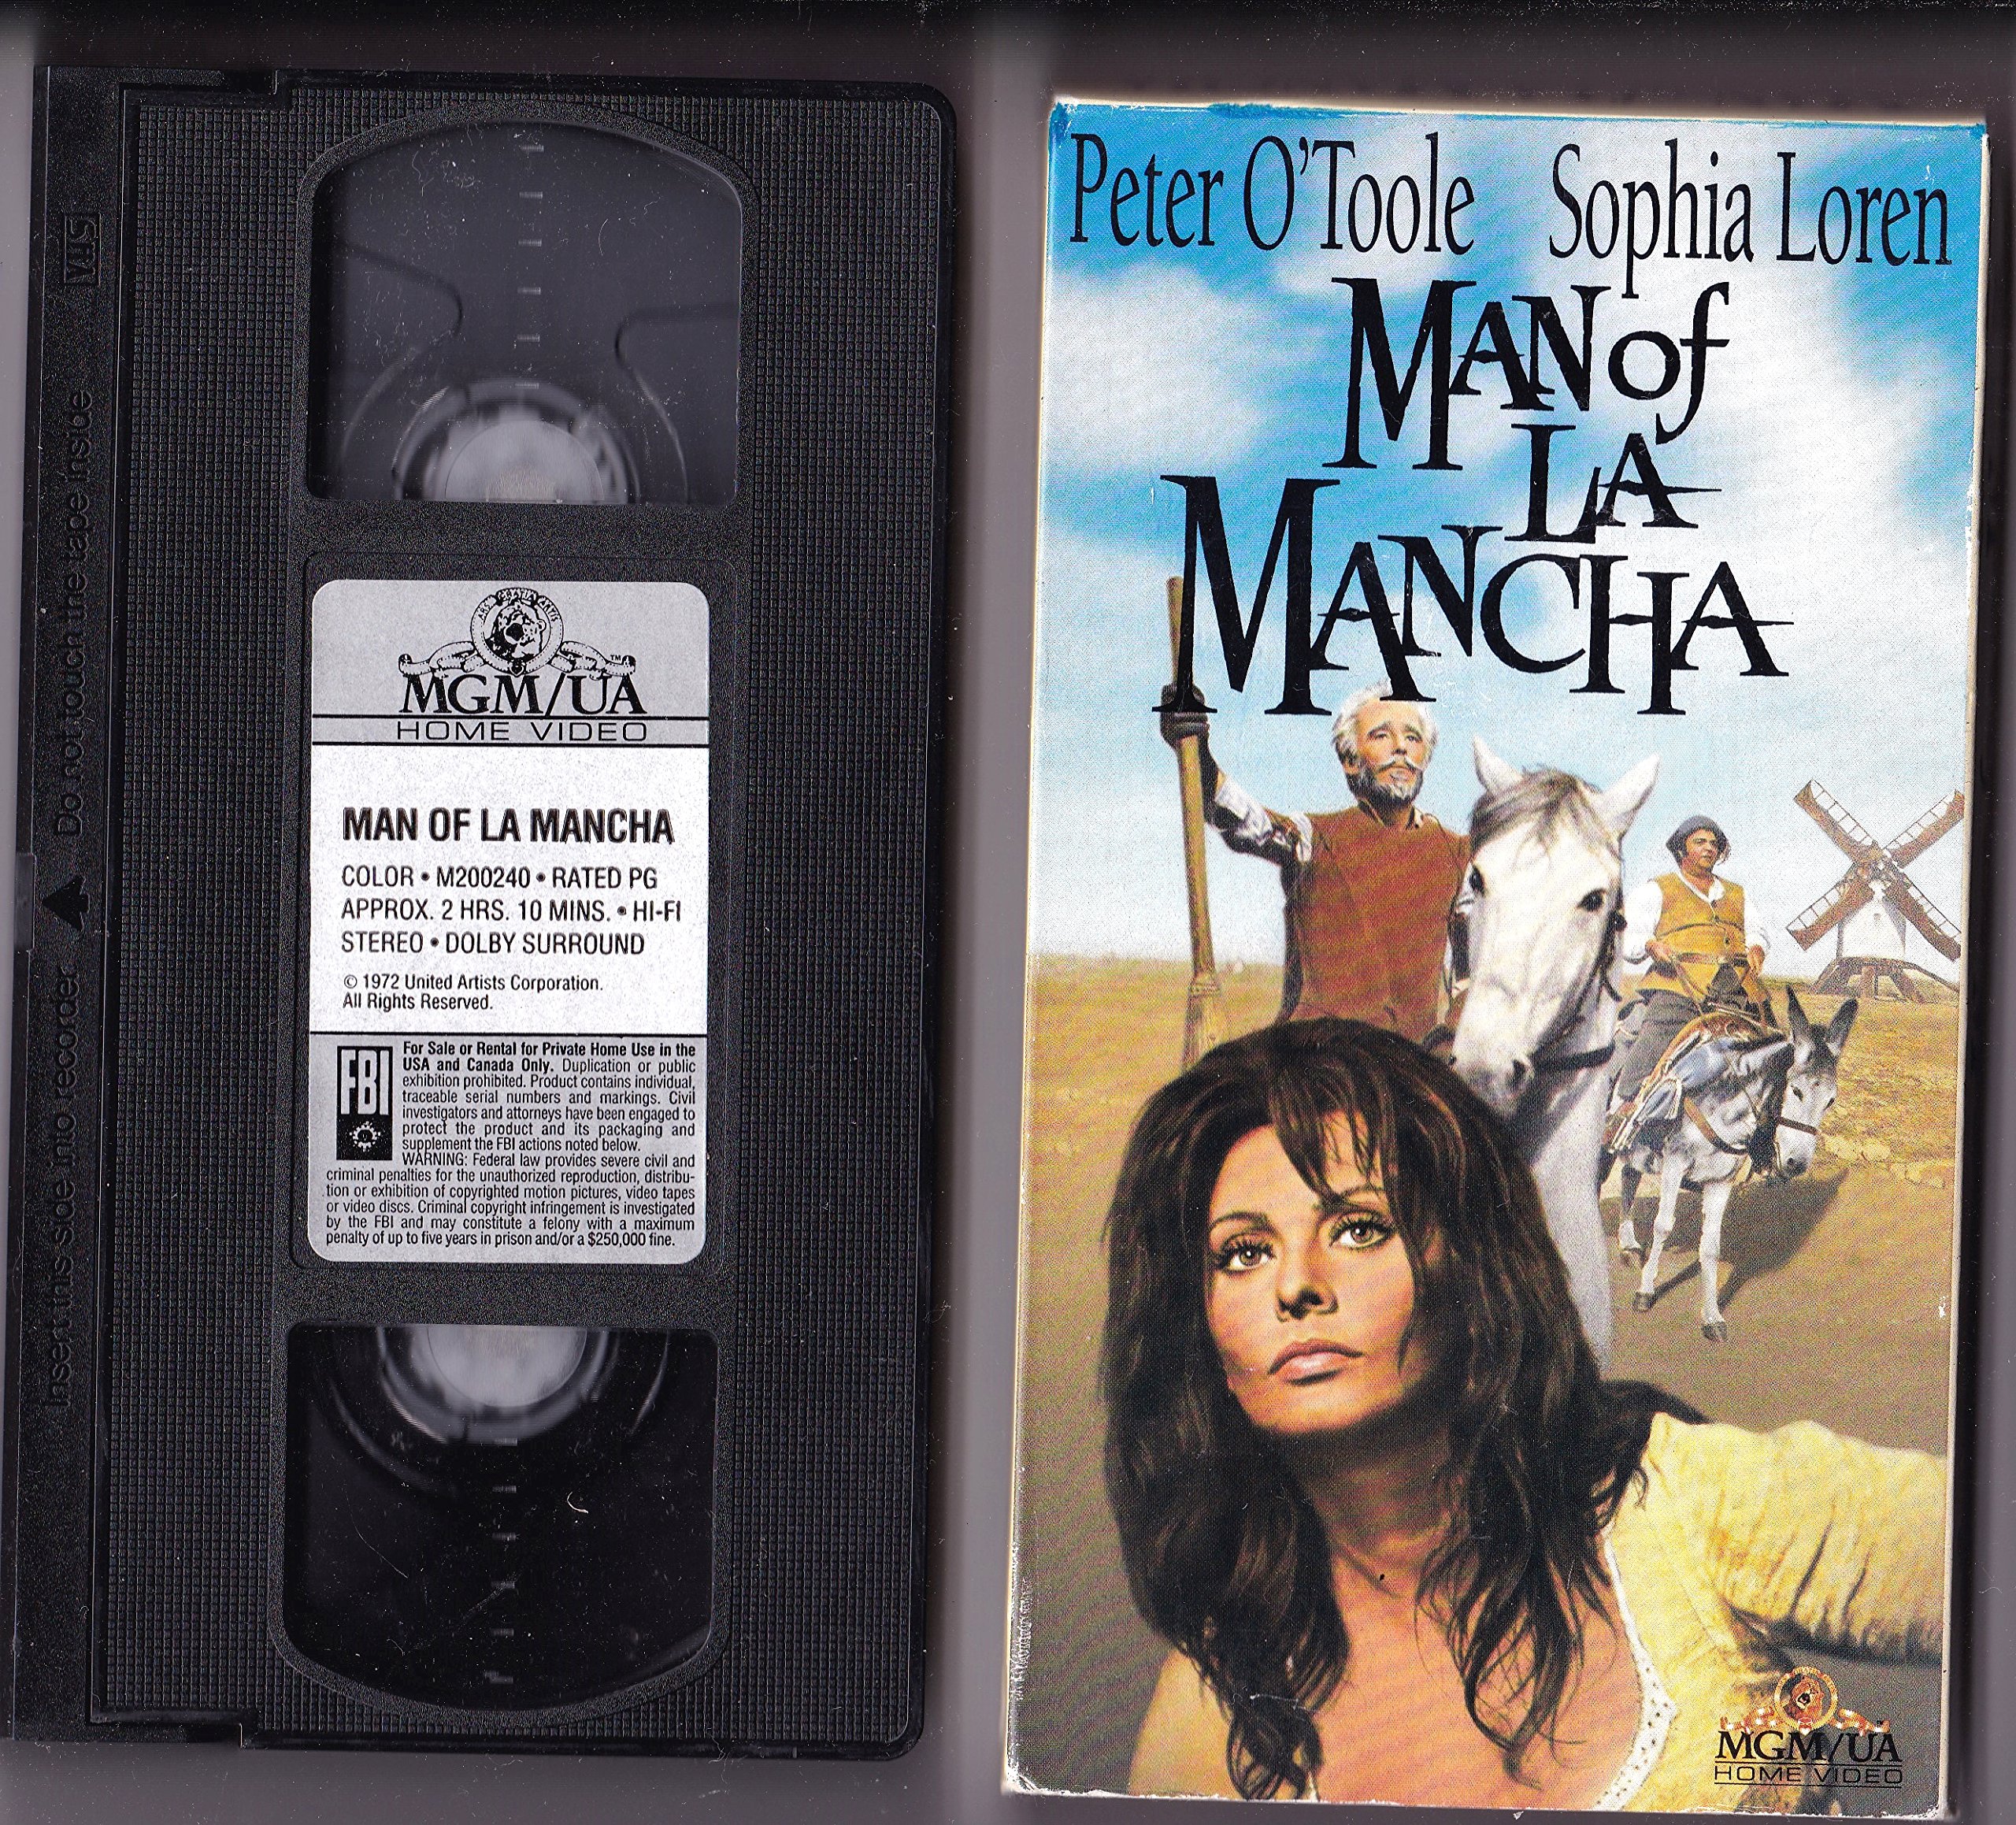 VHS
Do not touch the tape inside
Insert this side into recorder
ARS GRATIA ARTIS
TM
MGM/UA
HOME VIDEO
MAN OF LA MANCHA
COLOR • M200240 • RATED PG
APPROX. 2 HRS. 10 MINS. • HI-FI
STEREO • DOLBY SURROUND
© 1972 United Artists Corporation.
All Rights Reserved.
FBI
For Sale or Rental for Private Home Use in the
USA and Canada Only. Duplication or public
exhibition prohibited. Product contains individual,
traceable serial numbers and markings. Civil
investigators and attorneys have been engaged to
protect the product and its packaging and
supplement the FBI actions noted below.
WARNING: Federal law provides severe civil and
criminal penalties for the unauthorized reproduction, distribu-
tion or exhibition of copyrighted motion pictures, video tapes
or video discs. Criminal copyright infringement is investigated
by the FBI and may constitute a felony with a maximum
penalty of up to five years in prison and/or a $250,000 fine.
Peter O'Toole Sophia Loren
MAN of
LA
MANCHA
MGM/UA
HOME VIDEO